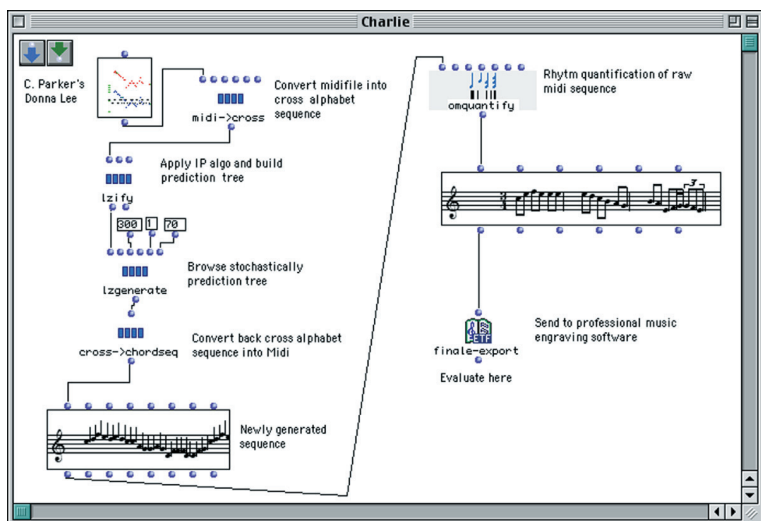 Charlie
C. Parker's
Donna Lee
Convert midifile into
cross alphabet
sequence
midi->cross
Apply IP algo and build
prediction tree
lzify
300 1 70
Browse stochastically
prediction tree
lzgenerate
Convert back cross alphabet
sequence into Midi
cross->chordseq
Newly generated
sequence
Rhytm quantification of raw
midi sequence
omquantify
3
4
3
Send to professional music
engraving software
ETF
finale-export
Evaluate here